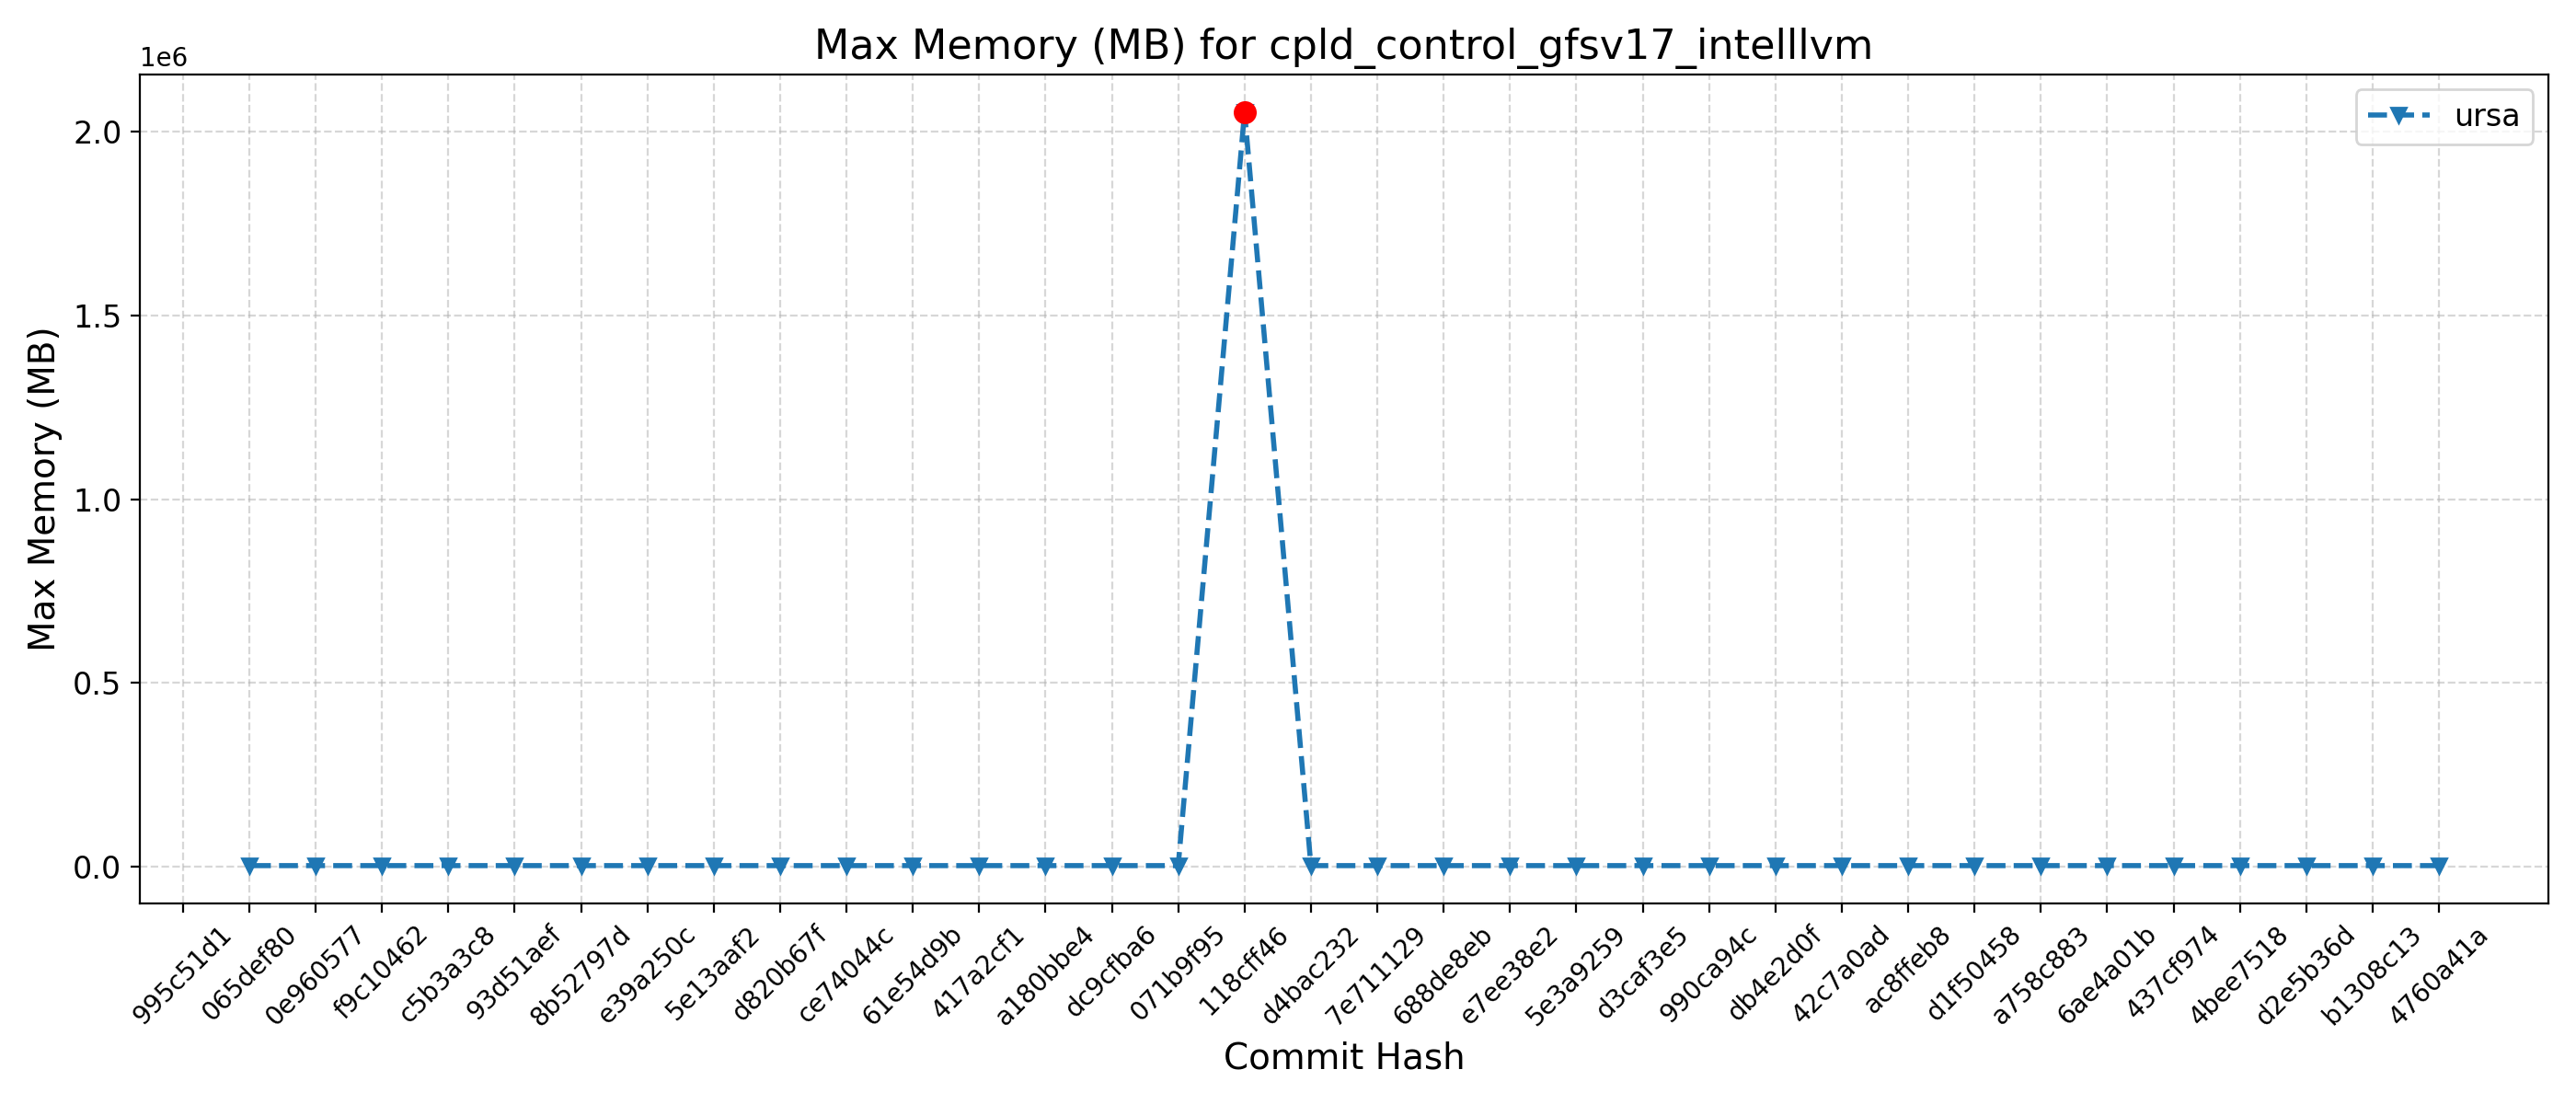 Max Memory (MB) for cpld_control_gfsv17_intelllvm
1e6
ursa
2.0
1.5
1.0
0.5
0.0
Max Memory (MB)
995c51d1
065def80
0e960577
f9c10462
c5b3a3c8
93d51aef
8b52797d
e39a250c
5e13aaf2
d820b67f
ce74044c
61e54d9b
417a2cf1
a180bbe4
dc9cfba6
071b9f95
118cff46
d4bac232
7e711129
688de8eb
e7ee38e2
5e3a9259
d3caf3e5
990ca94c
db4e2d0f
42c7a0ad
ac8ffeb8
d1f50458
a758c883
6ae4a01b
437cf974
4bee7518
d2e5b36d
b1308c13
4760a41a
Commit Hash